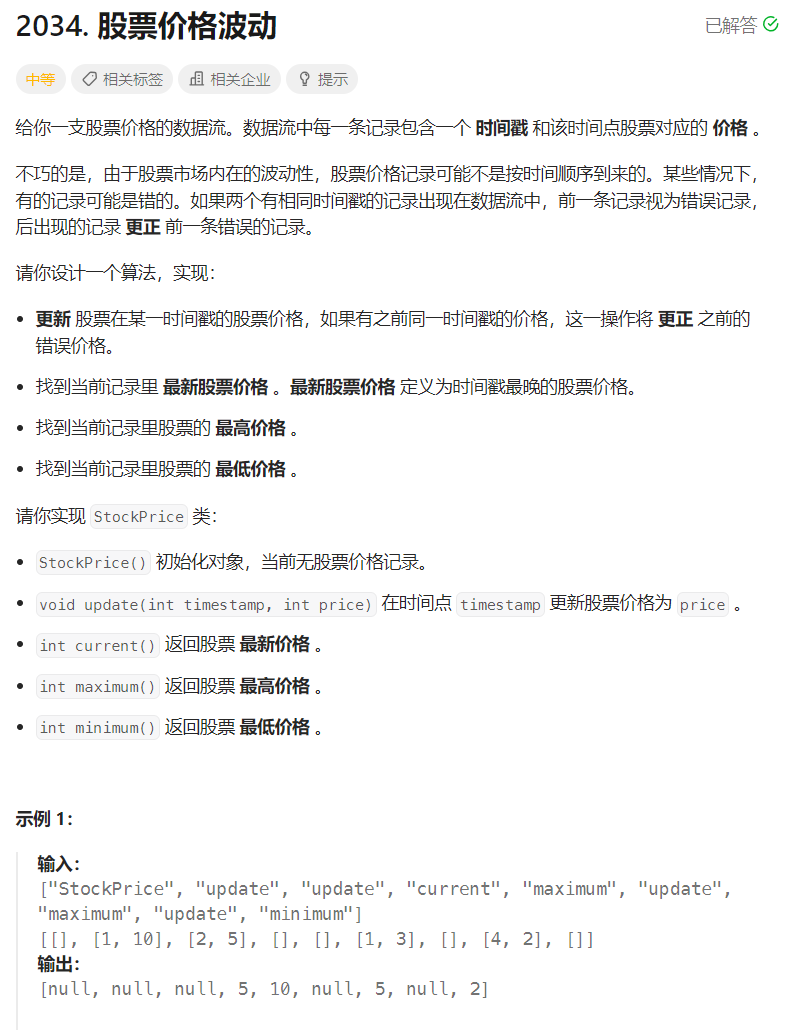 2034. 股票价格波动
已解答
中等 相关标签 相关企业 提示
给你一支股票价格的数据流。数据流中每一条记录包含一个 时间戳 和该时间点股票对应的 价格 。
不巧的是，由于股票市场内在的波动性，股票价格记录可能不是按时间顺序到来的。某些情况下，
有的记录可能是错的。如果两个有相同时间戳的记录出现在数据流中，前一条记录视为错误记录，
后出现的记录 更正 前一条错误的记录。
请你设计一个算法，实现：
• 更新 股票在某一时间戳的股票价格，如果有之前同一时间戳的价格，这一操作将 更正 之前的
错误价格。
• 找到当前记录里 最新股票价格 。最新股票价格 定义为时间戳最晚的股票价格。
• 找到当前记录里股票的 最高价格 。
• 找到当前记录里股票的 最低价格 。
请你实现 StockPrice 类：
• StockPrice() 初始化对象，当前无股票价格记录。
• void update(int timestamp, int price) 在时间点 timestamp 更新股票价格为 price 。
• int current() 返回股票 最新价格 。
• int maximum() 返回股票 最高价格 。
• int minimum() 返回股票 最低价格 。
示例 1：
输入：
["StockPrice", "update", "update", "current", "maximum", "update",
"maximum", "update", "minimum"]
[[], [1, 10], [2, 5], [], [], [1, 3], [], [4, 2], []]
输出：
[null, null, null, 5, 10, null, 5, null, 2]